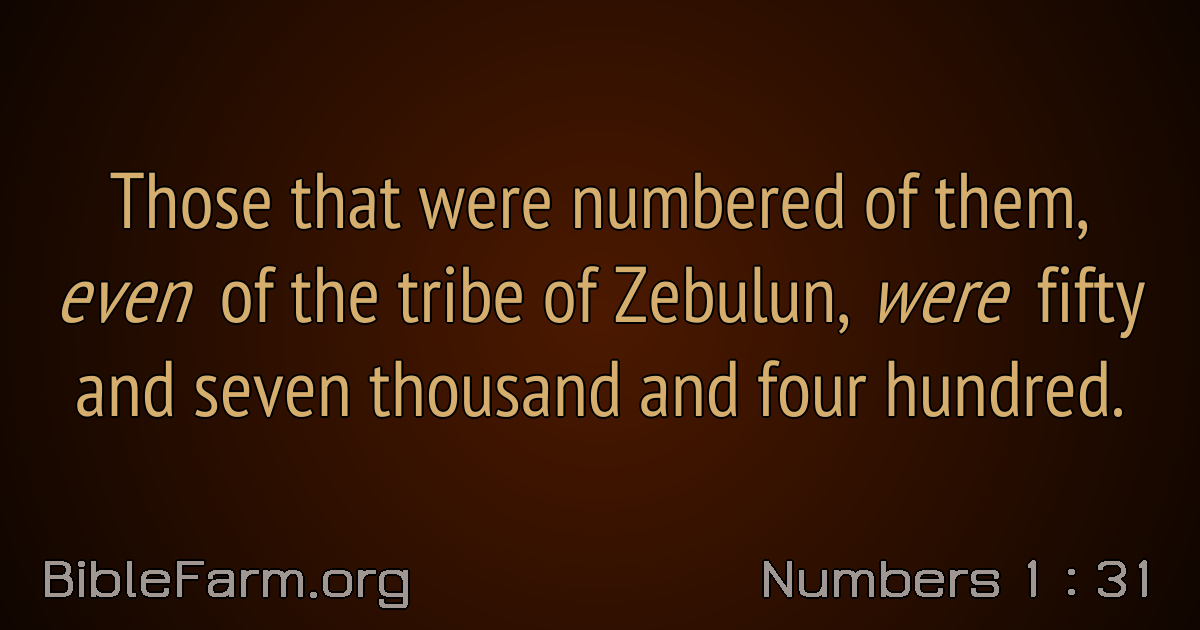 Those that were numbered of them,
even of the tribe of Zebulun, were fifty
and seven thousand and four hundred.
BibleFarm.org
Numbers 1 : 31